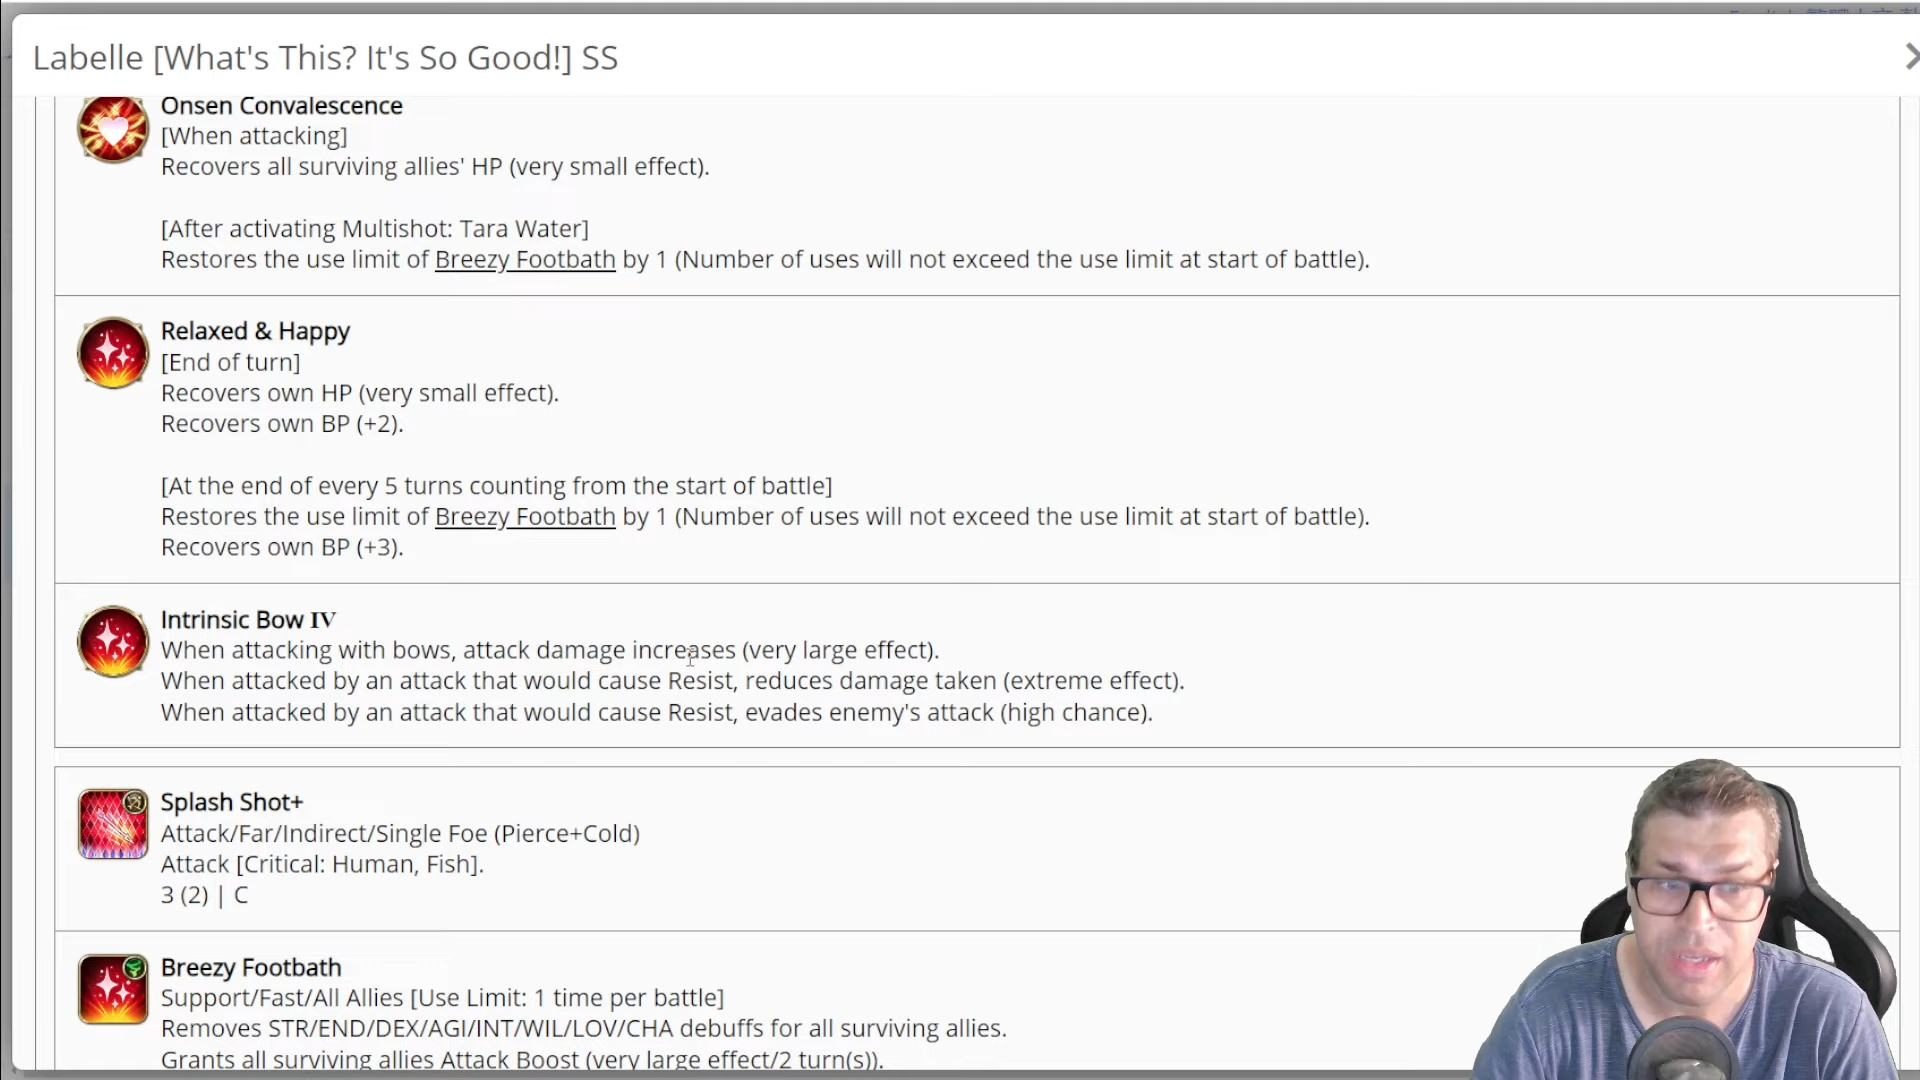 Labelle [What's This? It's So Good!] SS
Onsen Convalescence
[When attacking]
Recovers all surviving allies' HP (very small effect).
[After activating Multishot: Tara Water]
Restores the use limit of Breezy Footbath by 1 (Number of uses will not exceed the use limit at start of battle).
Relaxed & Happy
[End of turn]
Recovers own HP (very small effect).
Recovers own BP (+2).
[At the end of every 5 turns counting from the start of battle]
Restores the use limit of Breezy Footbath by 1 (Number of uses will not exceed the use limit at start of battle).
Recovers own BP (+3).
Intrinsic Bow IV
When attacking with bows, attack damage increases (very large effect).
When attacked by an attack that would cause Resist, reduces damage taken (extreme effect).
When attacked by an attack that would cause Resist, evades enemy's attack (high chance).
Splash Shot+
Attack/Far/Indirect/Single Foe (Pierce+Cold)
Attack [Critical: Human, Fish].
3 (2) | C
Breezy Footbath
Support/Fast/All Allies [Use Limit: 1 time per battle]
Removes STR/END/DEX/AGI/INT/WIL/LOV/CHA debuffs for all surviving allies.
Grants all surviving allies Attack Boost (very large effect/2 turn(s)).